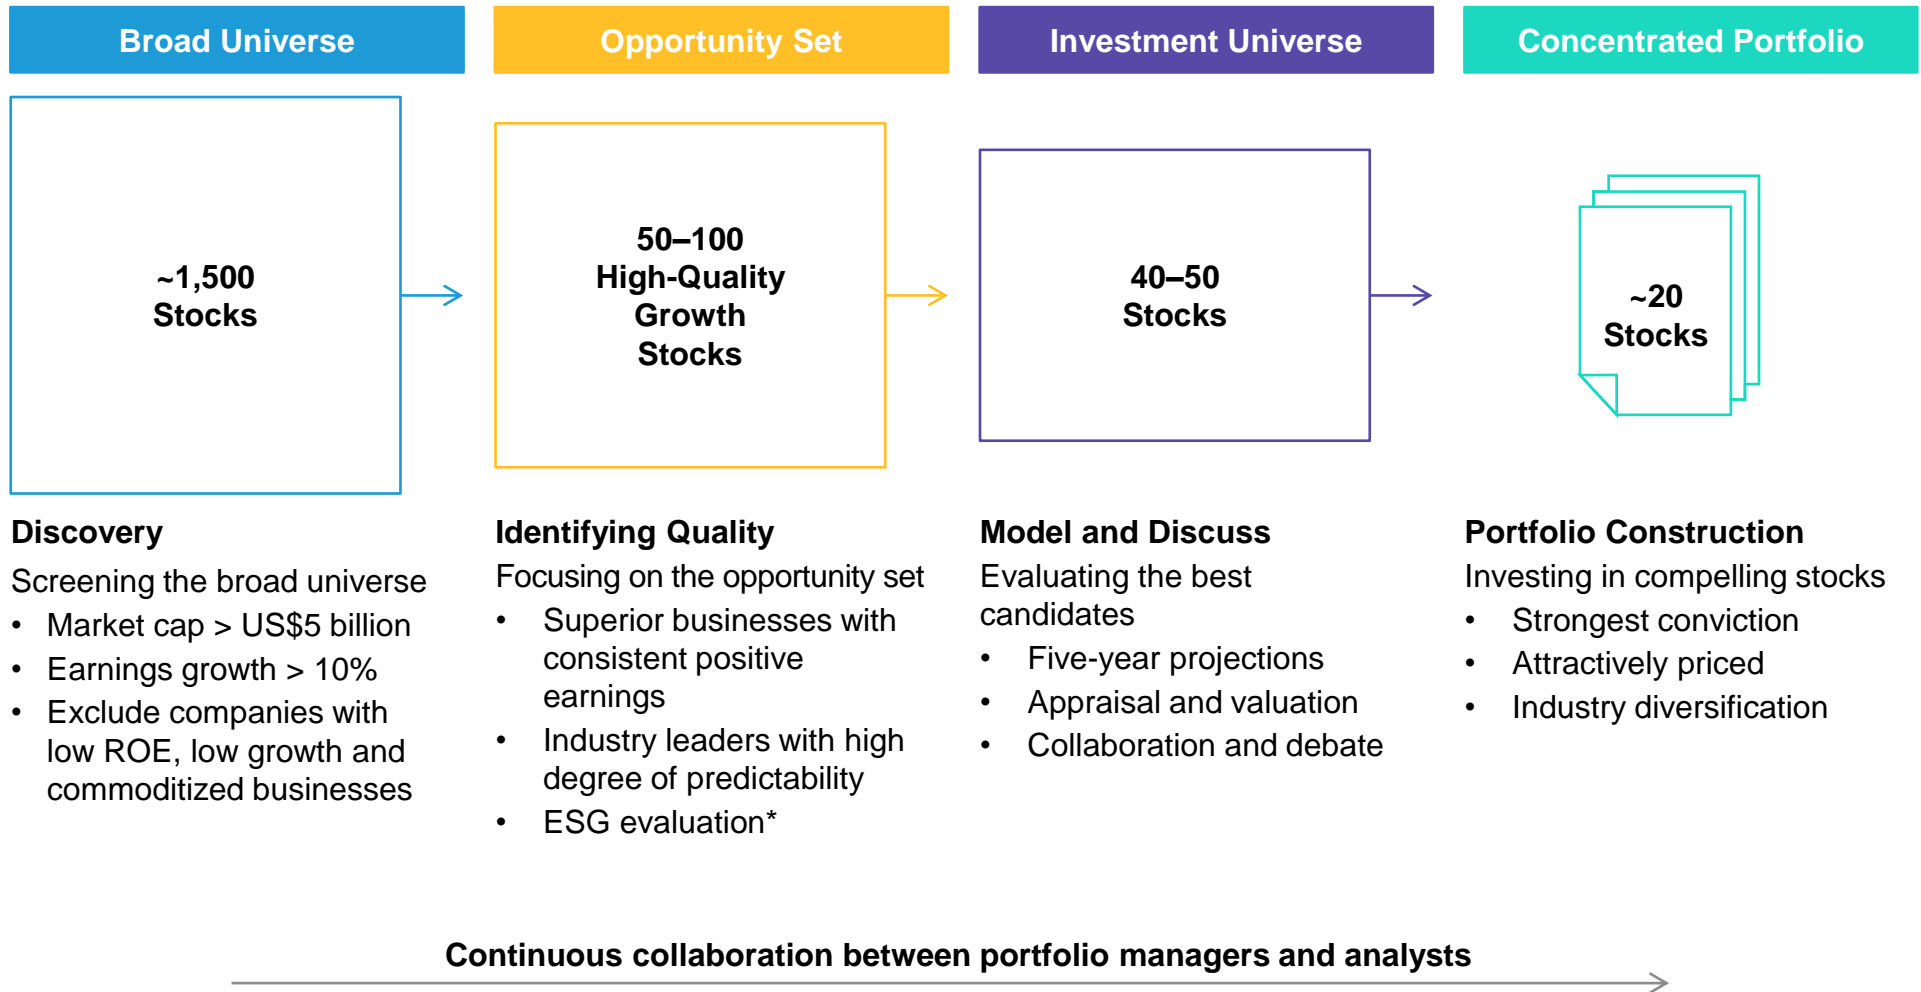 Broad Universe
Opportunity Set
Investment Universe
Concentrated Portfolio
~1,500
Stocks
50–100
High-Quality
Growth
Stocks
40–50
Stocks
~20
Stocks
Discovery
Screening the broad universe
• Market cap > US$5 billion
• Earnings growth > 10%
• Exclude companies with
low ROE, low growth and
commoditized businesses
Identifying Quality
Focusing on the opportunity set
• Superior businesses with
consistent positive
earnings
• Industry leaders with high
degree of predictability
• ESG evaluation*
Model and Discuss
Evaluating the best
candidates
• Five-year projections
• Appraisal and valuation
• Collaboration and debate
Portfolio Construction
Investing in compelling stocks
• Strongest conviction
• Attractively priced
• Industry diversification
Continuous collaboration between portfolio managers and analysts